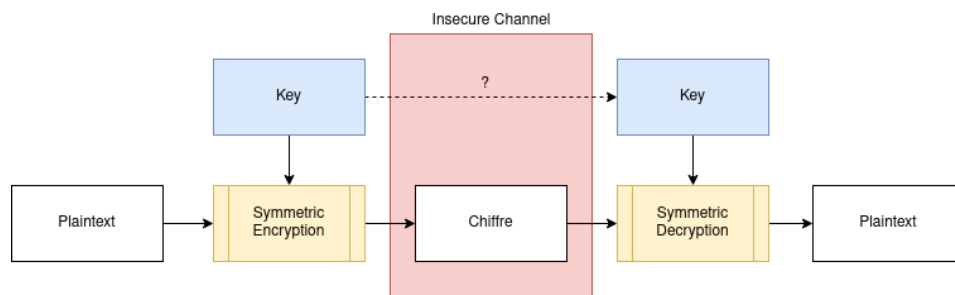 Insecure Channel
Key
?
Key
Plaintext
Symmetric
Encryption
Chiffre
Symmetric
Decryption
Plaintext